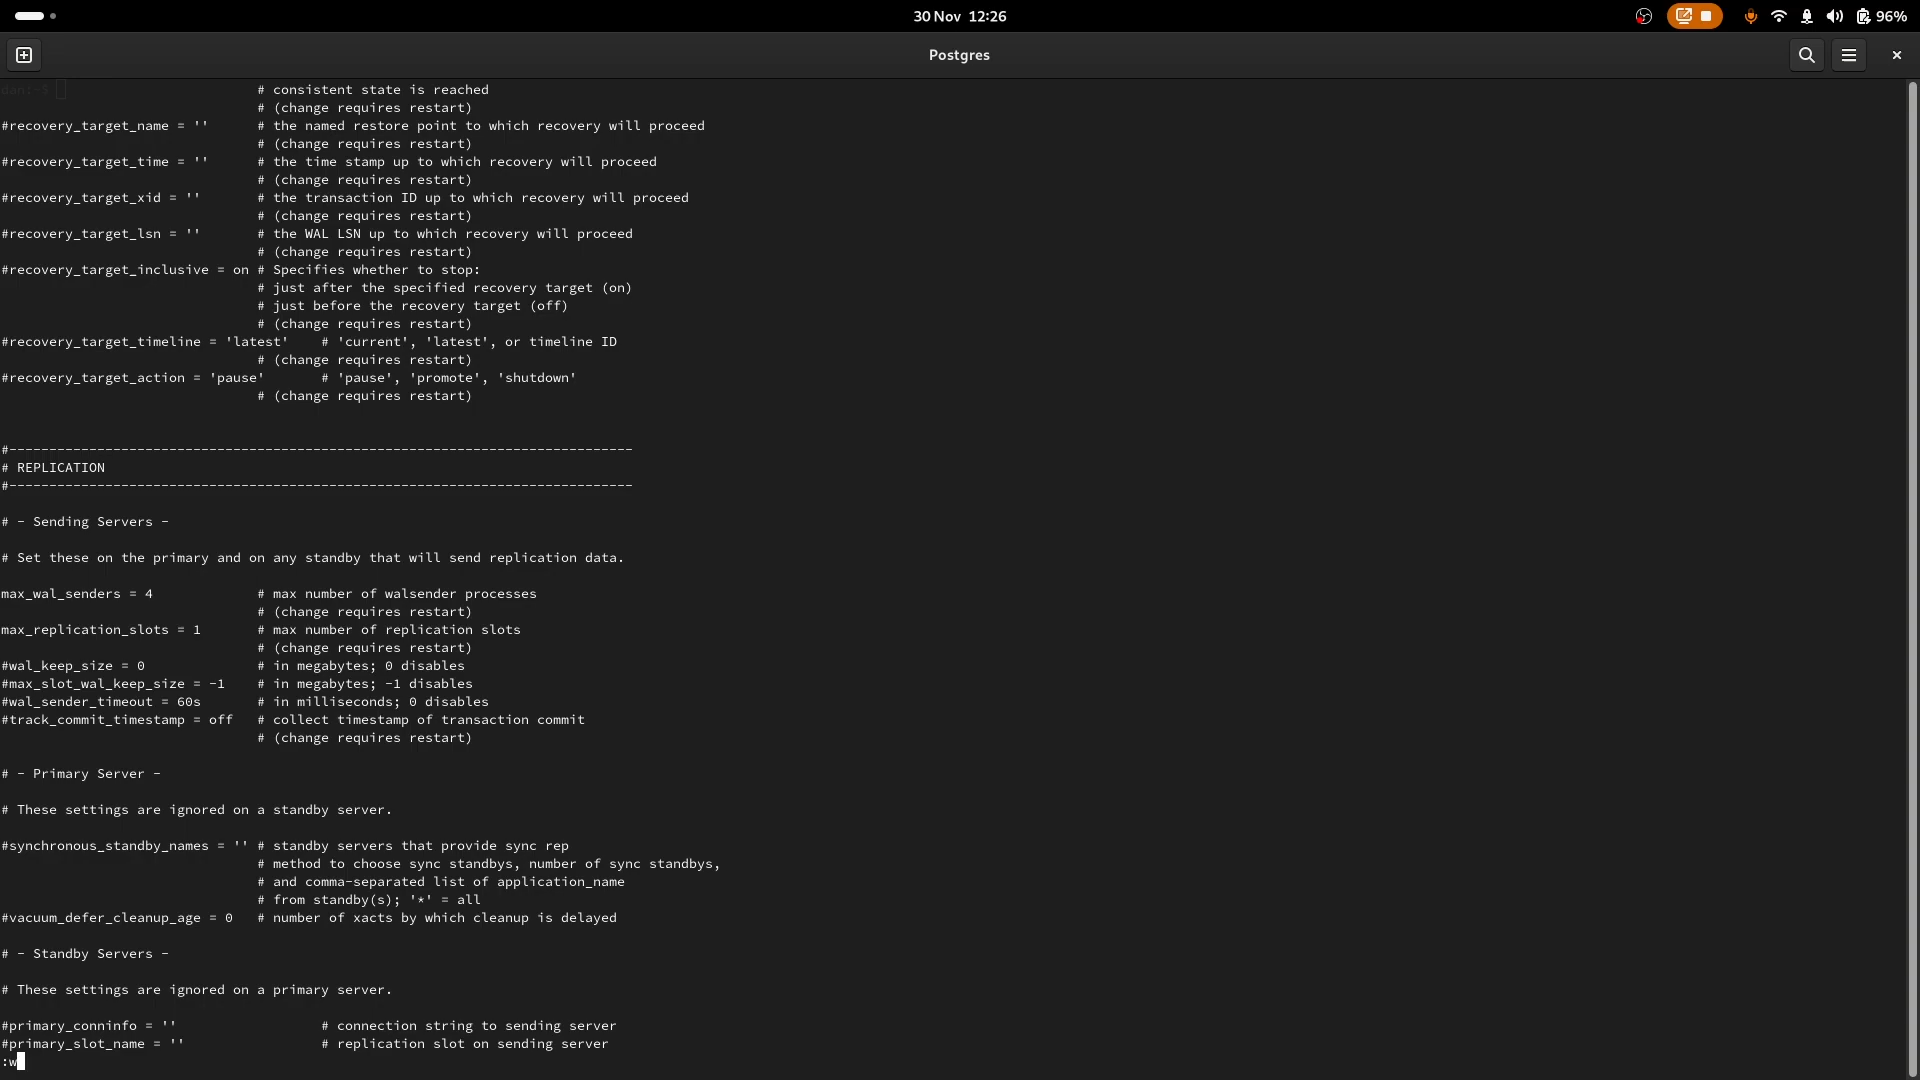 30 Nov 12:26
96%
Postgres
# consistent state is reached
# (change requires restart)
#recovery_target_name = '' # the named restore point to which recovery will proceed
# (change requires restart)
#recovery_target_time = '' # the time stamp up to which recovery will proceed
# (change requires restart)
#recovery_target_xid = '' # the transaction ID up to which recovery will proceed
# (change requires restart)
#recovery_target_lsn = '' # the WAL LSN up to which recovery will proceed
# (change requires restart)
#recovery_target_inclusive = on # Specifies whether to stop:
# just after the specified recovery target (on)
# just before the recovery target (off)
# (change requires restart)
#recovery_target_timeline = 'latest' # 'current', 'latest', or timeline ID
# (change requires restart)
#recovery_target_action = 'pause' # 'pause', 'promote', 'shutdown'
# (change requires restart)
#------------------------------------------------------------------------------
# REPLICATION
#------------------------------------------------------------------------------
# - Sending Servers -
# Set these on the primary and on any standby that will send replication data.
max_wal_senders = 4 # max number of walsender processes
# (change requires restart)
max_replication_slots = 1 # max number of replication slots
# (change requires restart)
#wal_keep_size = 0 # in megabytes; 0 disables
#max_slot_wal_keep_size = -1 # in megabytes; -1 disables
#wal_sender_timeout = 60s # in milliseconds; 0 disables
#track_commit_timestamp = off # collect timestamp of transaction commit
# (change requires restart)
# - Primary Server -
# These settings are ignored on a standby server.
#synchronous_standby_names = '' # standby servers that provide sync rep
# method to choose sync standbys, number of sync standbys,
# and comma-separated list of application_name
# from standby(s); '*' = all
#vacuum_defer_cleanup_age = 0 # number of xacts by which cleanup is delayed
# - Standby Servers -
# These settings are ignored on a primary server.
#primary_conninfo = '' # connection string to sending server
#primary_slot_name = '' # replication slot on sending server
:w